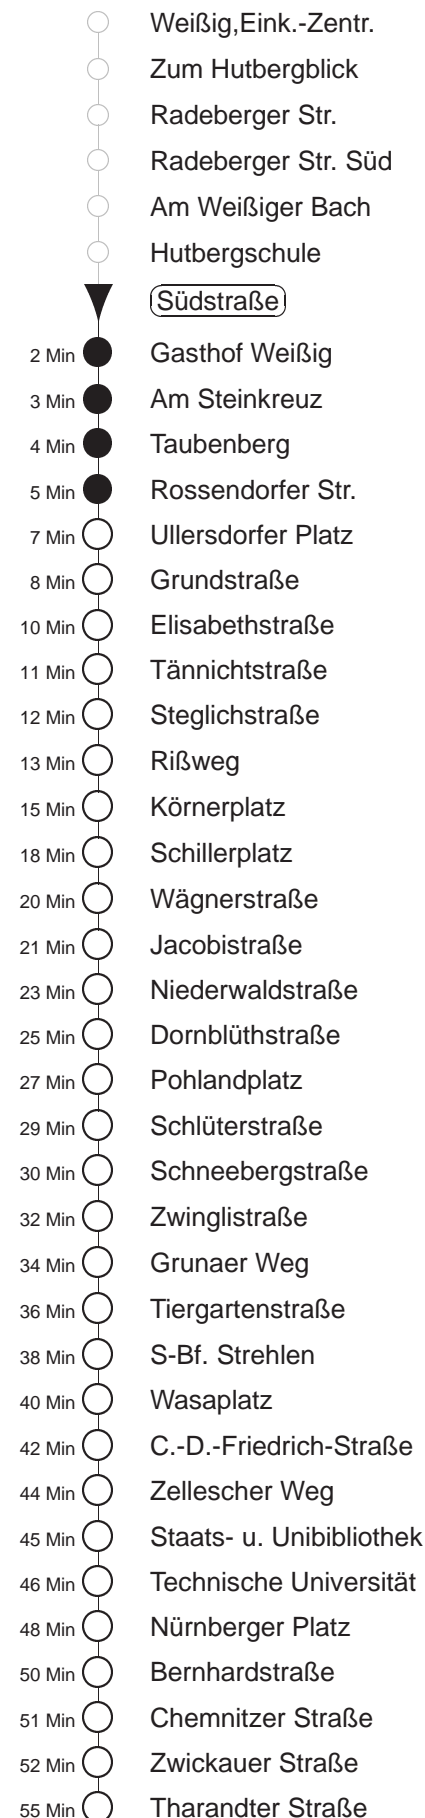 Weißig,Eink.-Zentr.
Zum Hutbergblick
Radeberger Str.
Radeberger Str. Süd
Am Weißiger Bach
Hutbergschule
Südstraße
2 Min Gasthof Weißig
3 Min Am Steinkreuz
4 Min Taubenberg
5 Min Rossendorfer Str.
7 Min Ullersdorfer Platz
8 Min Grundstraße
10 Min Elisabethstraße
11 Min Tännichtstraße
12 Min Steglichstraße
13 Min Rißweg
15 Min Körnerplatz
18 Min Schillerplatz
20 Min Wägnerstraße
21 Min Jacobistraße
23 Min Niederwaldstraße
25 Min Dornblüthstraße
27 Min Pohlandplatz
29 Min Schlüterstraße
30 Min Schneebergstraße
32 Min Zwinglistraße
34 Min Grunaer Weg
36 Min Tiergartenstraße
38 Min S-Bf. Strehlen
40 Min Wasaplatz
42 Min C.-D.-Friedrich-Straße
44 Min Zellescher Weg
45 Min Staats- u. Unibibliothek
46 Min Technische Universität
48 Min Nürnberger Platz
50 Min Bernhardstraße
51 Min Chemnitzer Straße
52 Min Zwickauer Straße
55 Min Tharandter Straße